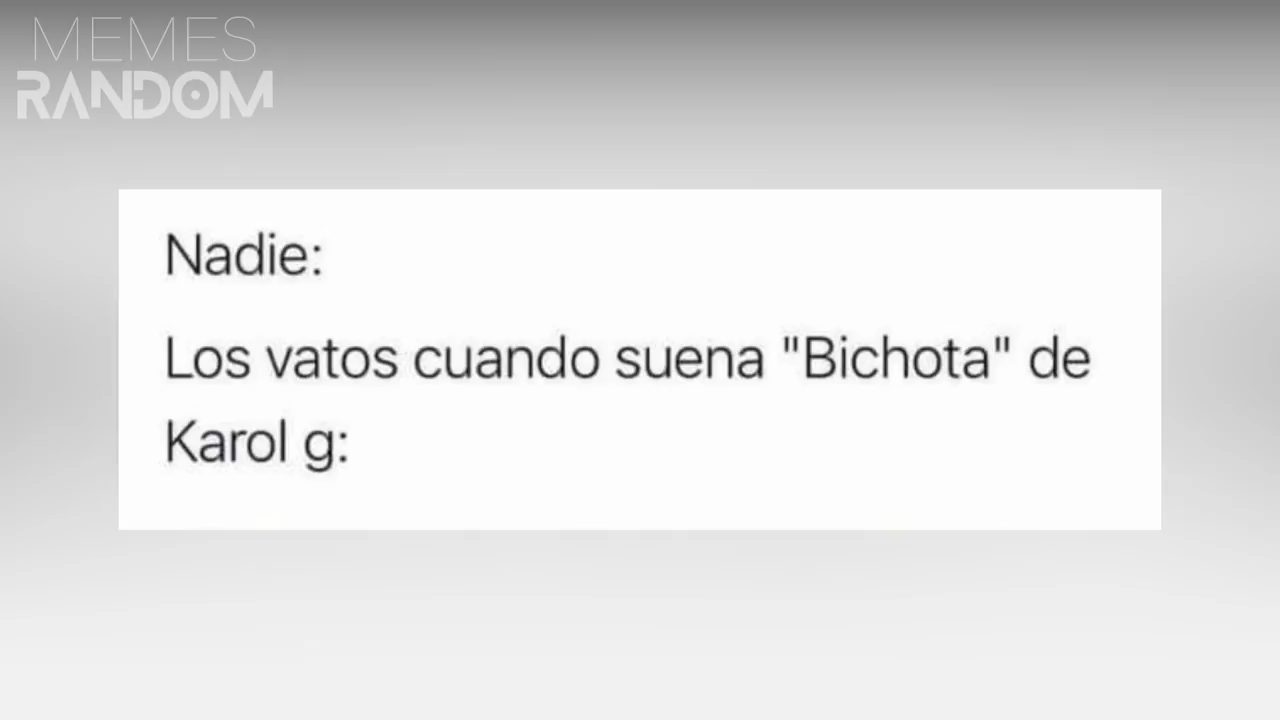 MEMES
RANDOM
Nadie:
Los vatos cuando suena "Bichota" de
Karol g: